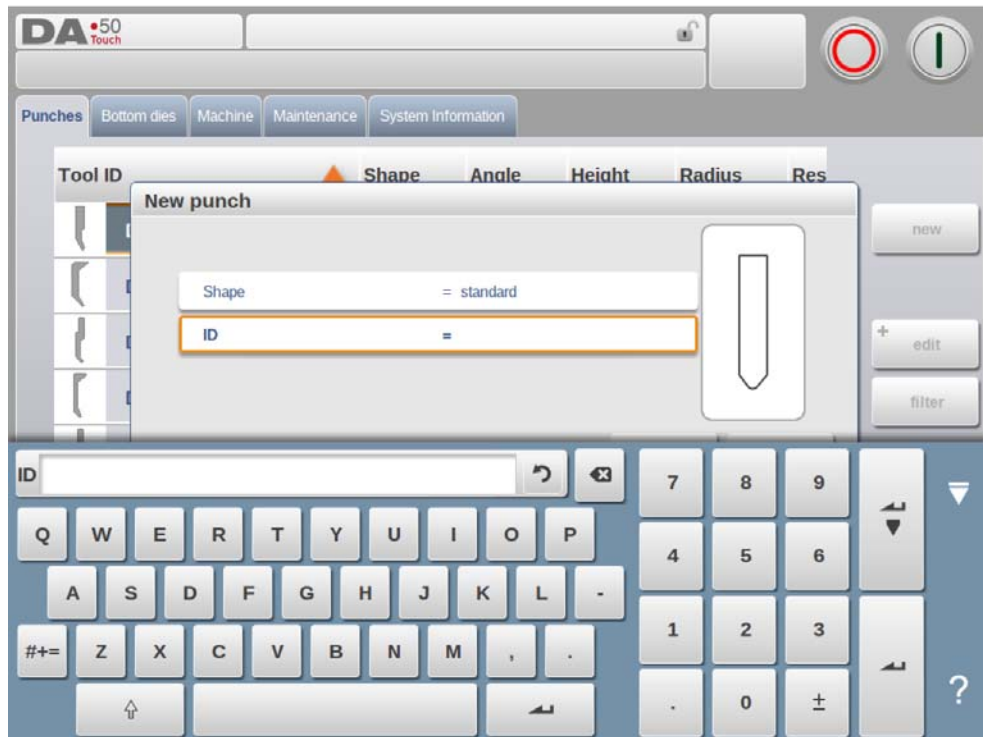 DA•50
Touch
Punches Bottom dies Machine Maintenance System Information
Tool ID Shape Angle Height Radius Res
New punch
new
Shape = standard
ID =
+ edit
filter
ID
7 8 9
Q W E R T Y U I O P
4 5 6
A S D F G H J K L -
1 2 3
#+= Z X C V B N M , .
. 0 ±
?